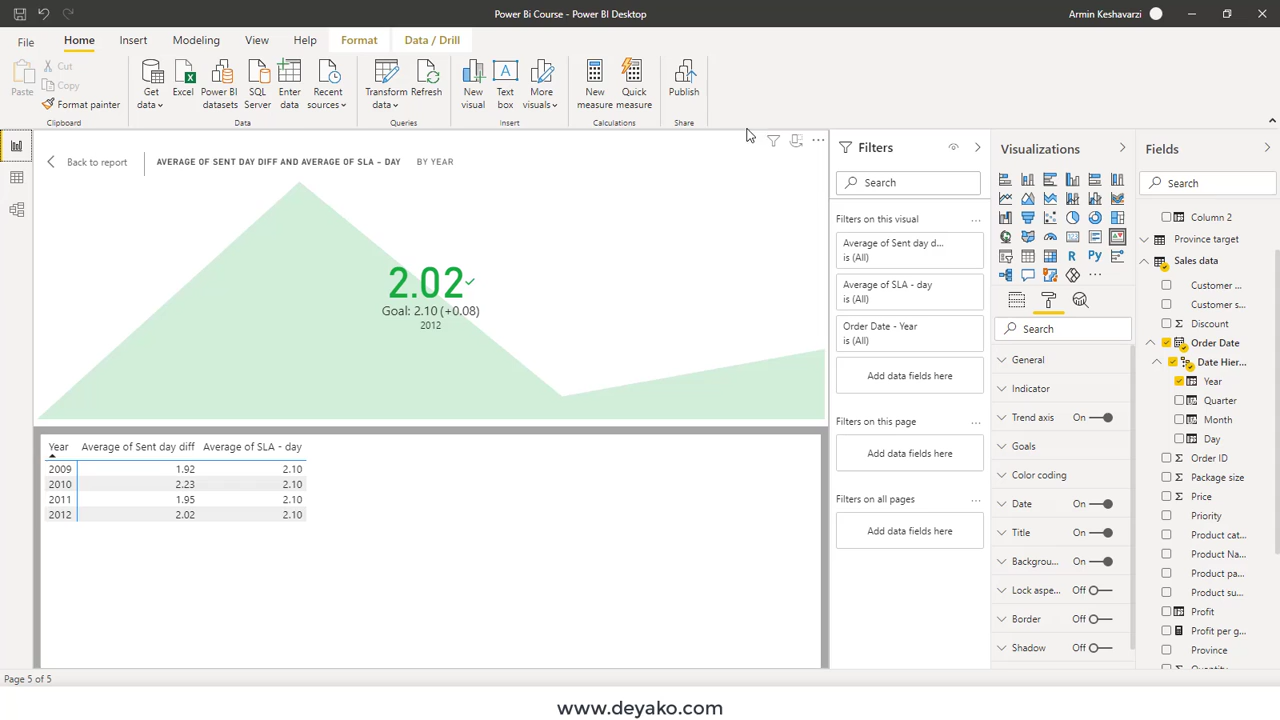 Power Bi Course - Power BI Desktop
Armin Keshavarzi
File
Home
Insert
Modeling
View
Help
Format
Data / Drill
Paste
Cut
Copy
Format painter
Clipboard
Get data
Excel
Power BI datasets
SQL Server
Enter data
Recent sources
Data
Transform data
Refresh
Queries
New visual
Text box
More visuals
Insert
New measure
Quick measure
Calculations
Publish
Share
Back to report
AVERAGE OF SENT DAY DIFF AND AVERAGE OF SLA - DAY BY YEAR
2.02
Goal: 2.10 (+0.08)
2012
Year Average of Sent day diff Average of SLA - day
2009 1.92 2.10
2010 2.23 2.10
2011 1.95 2.10
2012 2.02 2.10
Filters
Search
Filters on this visual ...
Average of Sent day d...
is (All)
Average of SLA - day
is (All)
Order Date - Year
is (All)
Add data fields here
Filters on this page ...
Add data fields here
Filters on all pages ...
Add data fields here
Visualizations
R Py
...
Search
General
Indicator
Trend axis On
Goals
Color coding
Date On
Title On
Backgrou... On
Lock aspe... Off
Border Off
Shadow Off
Fields
Search
Column 2
Province target
Sales data
Customer ...
Customer s...
Discount
Order Date
Date Hier...
Year
Quarter
Month
Day
Order ID
Package size
Price
Priority
Product cat...
Product Na...
Product pa...
Product su...
Profit
Profit per g...
Province
Page 5 of 5
www.deyako.com